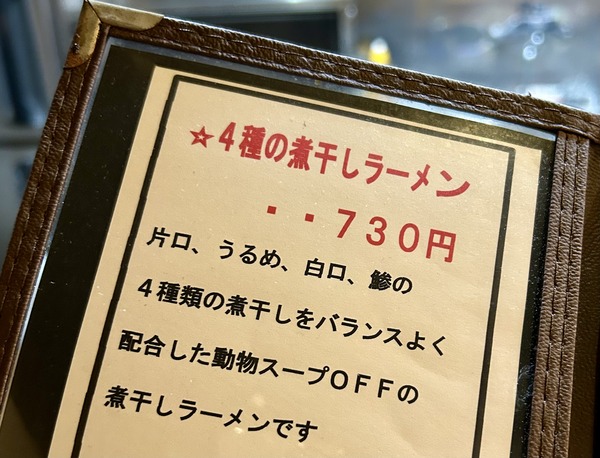 ☆４種の煮干しラーメン
・・７３０円
片口、うるめ、白口、鯵の
４種類の煮干しをバランスよく
配合した動物スープＯＦＦの
煮干しラーメンです